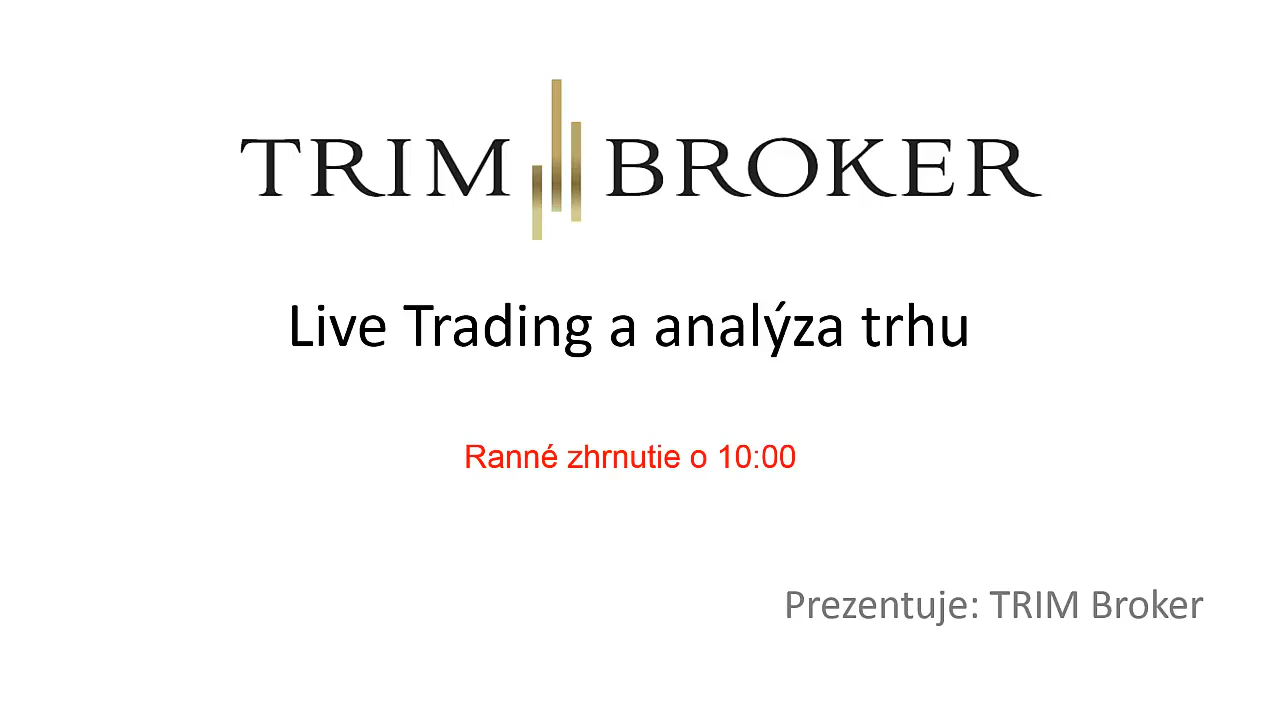 TRIM BROKER
Live Trading a analýza trhu
Ranné zhrnutie o 10:00
Prezentuje: TRIM Broker